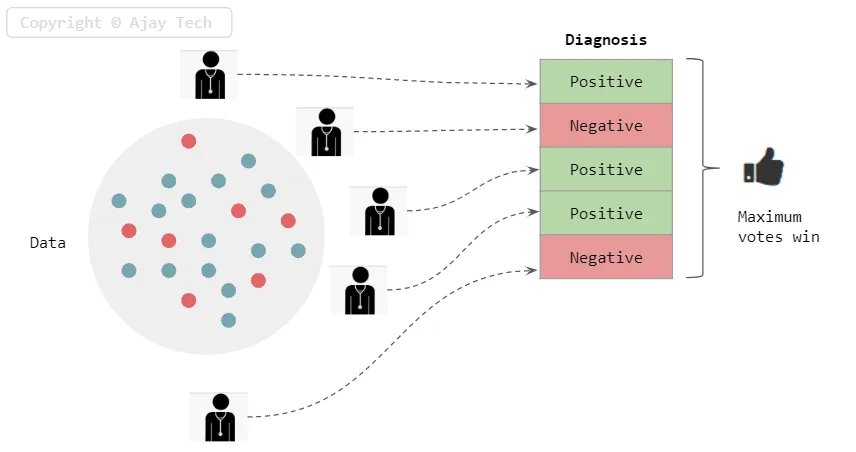 Copyright © Ajay Tech
Diagnosis
Positive
Negative
Positive
Positive
Negative
Maximum
votes win
Data